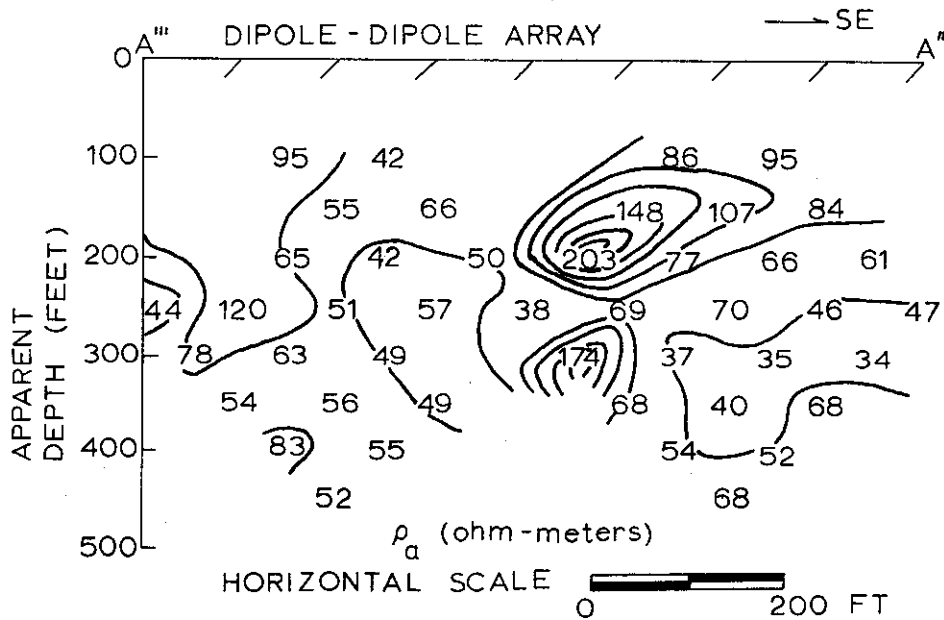 A''' DIPOLE-DIPOLE ARRAY → SE A''
0
100 95 42 86 95
55 66 148 107 84
200 65 42 50 203 77 66 61
44 120 51 57 38 69 70 46 47
300 78 63 49 174 37 35 34
54 56 49 68 40 68
400 83 55 54 52
52 68
500
APPARENT
DEPTH (FEET)
ρa (ohm-meters)
HORIZONTAL SCALE
0 200 FT